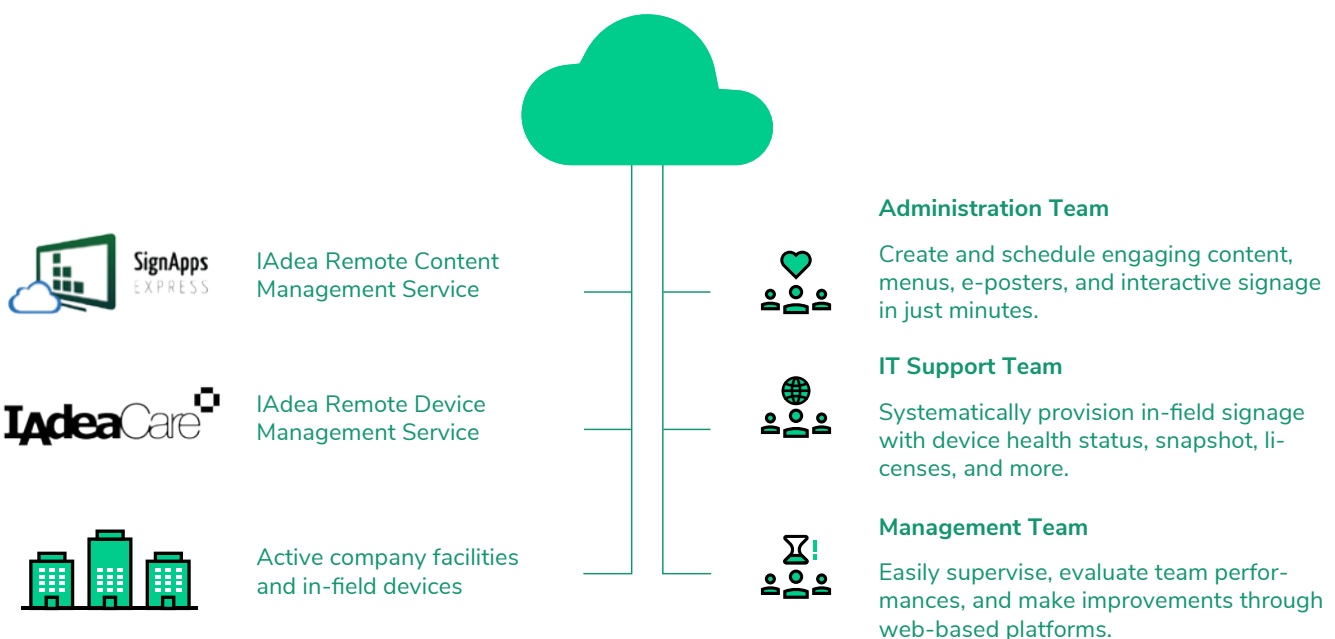 SignApps
EXPRESS
IAdea Remote Content
Management Service
IAdeaCare
IAdea Remote Device
Management Service
Active company facilities
and in-field devices
Administration Team
Create and schedule engaging content,
menus, e-posters, and interactive signage
in just minutes.
IT Support Team
Systematically provision in-field signage
with device health status, snapshot, li-
censes, and more.
Management Team
Easily supervise, evaluate team perfor-
mances, and make improvements through
web-based platforms.